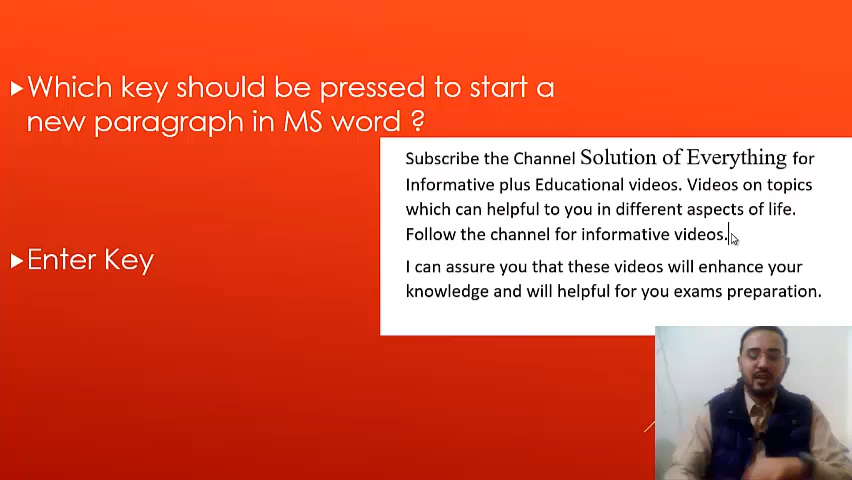 Which key should be pressed to start a
new paragraph in MS word ?
Subscribe the Channel Solution of Everything for
Informative plus Educational videos. Videos on topics
which can helpful to you in different aspects of life.
Follow the channel for informative videos.
I can assure you that these videos will enhance your
knowledge and will helpful for you exams preparation.
Enter Key